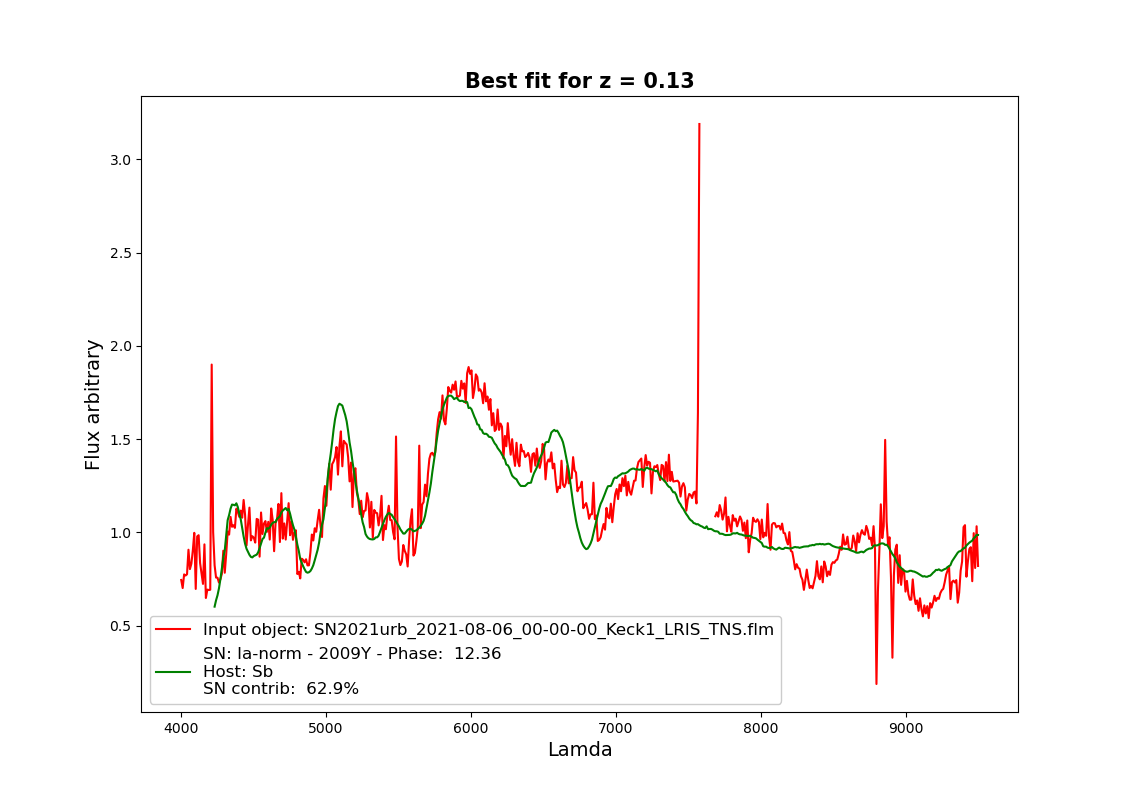 Best fit for z = 0.13
Flux arbitrary
3.0
2.5
2.0
1.5
1.0
0.5
Input object: SN2021urb_2021-08-06_00-00-00_Keck1_LRIS_TNS.flm
SN: Ia-norm - 2009Y - Phase:  12.36
Host: Sb
SN contrib:  62.9%
4000 5000 6000 7000 8000 9000
Lamda